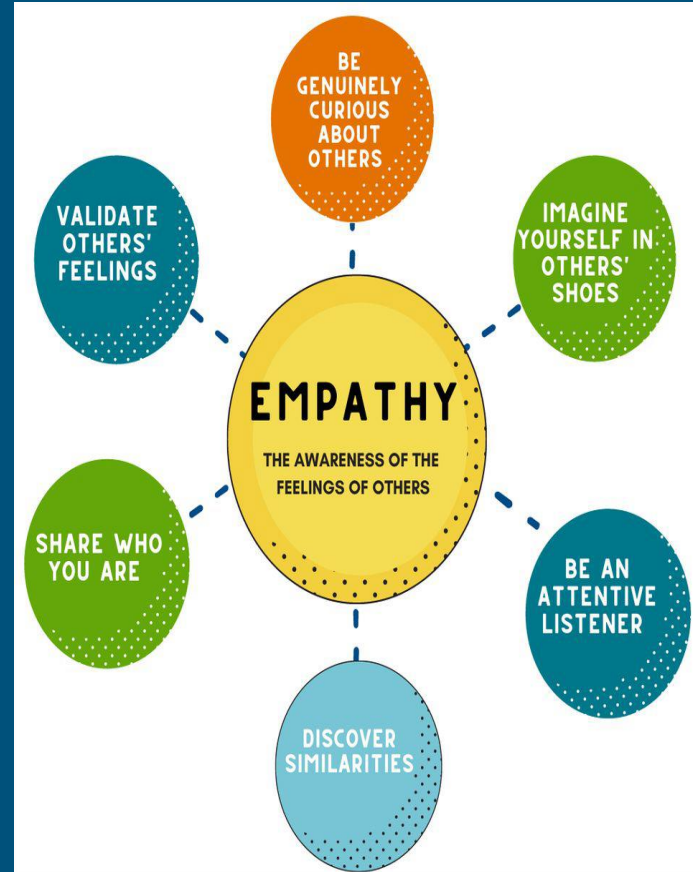 BE
GENUINELY
CURIOUS
ABOUT
OTHERS
IMAGINE
YOURSELF IN
OTHERS'
SHOES
BE AN
ATTENTIVE
LISTENER
DISCOVER
SIMILARITIES
SHARE WHO
YOU ARE
VALIDATE
OTHERS'
FEELINGS
EMPATHY
THE AWARENESS OF THE
FEELINGS OF OTHERS